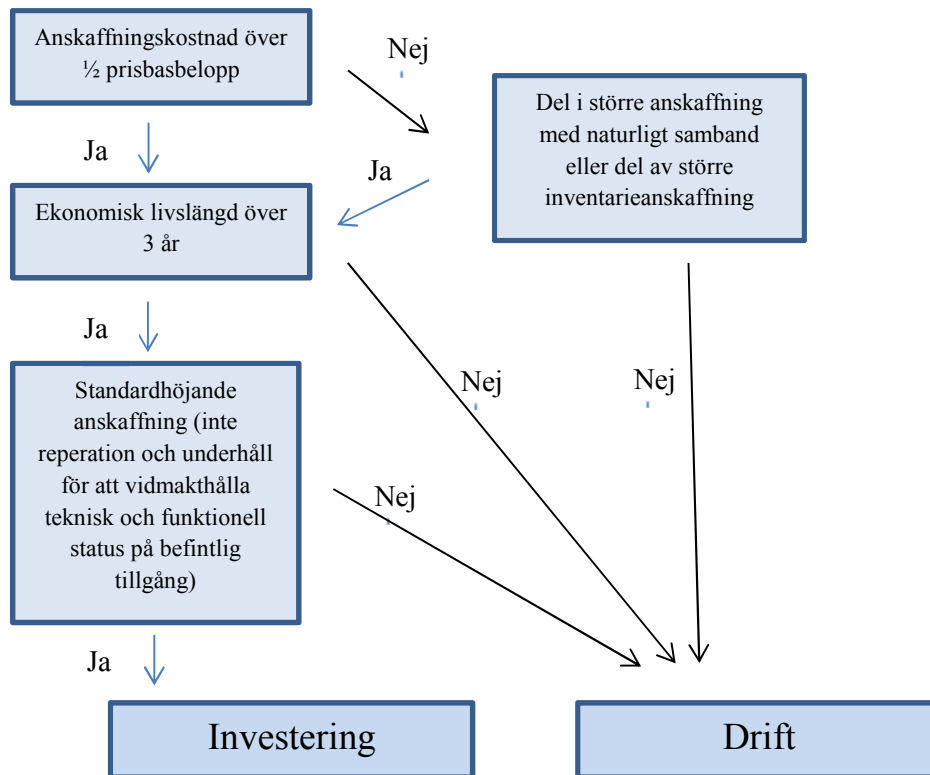 Anskaffningskostnad över
½ prisbasbelopp
Nej
Del i större anskaffning
med naturligt samband
eller del av större
inventarieanskaffning
Ja
Ja
Ekonomisk livslängd över
3 år
Ja
Nej
Nej
Standardhöjande
anskaffning (inte
reperation och underhåll
för att vidmakthålla
teknisk och funktionell
status på befintlig
tillgång)
Nej
Ja
Investering
Drift